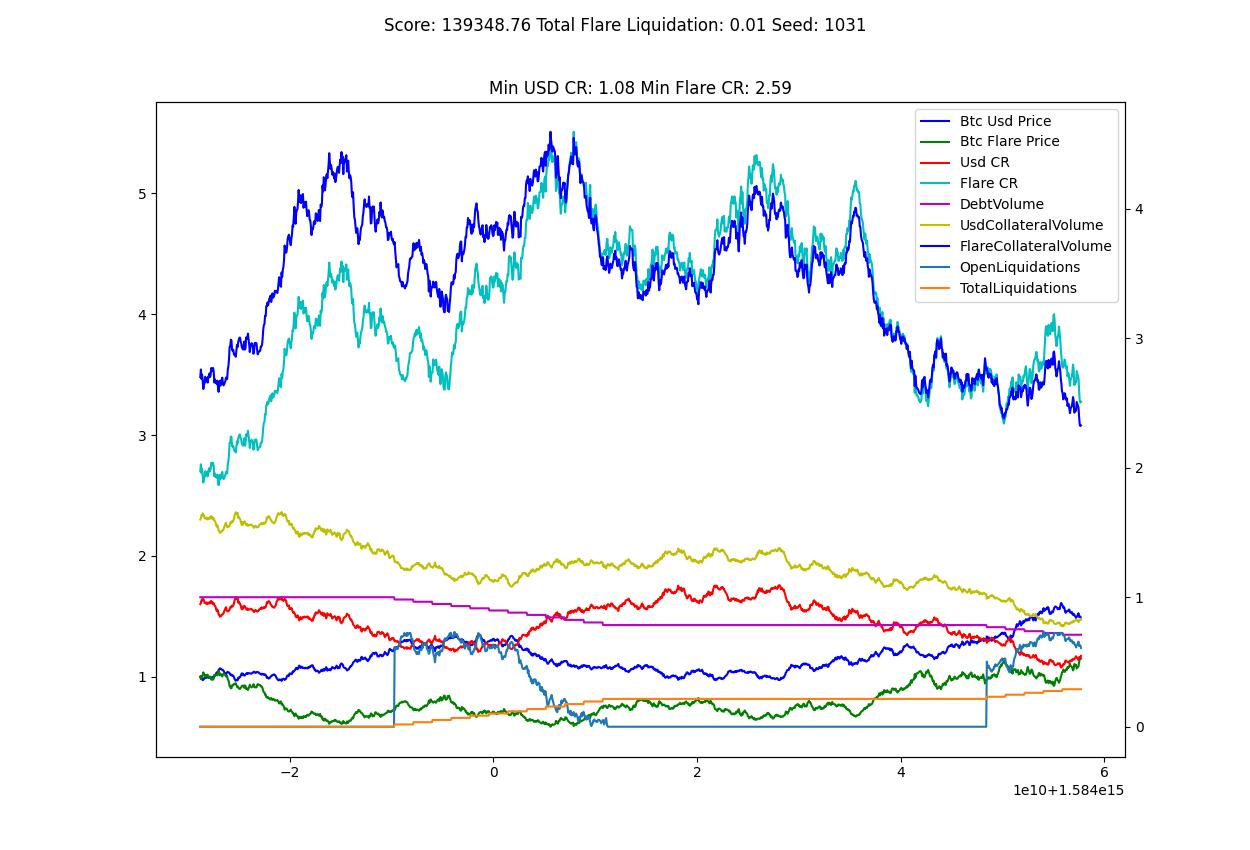 Score: 139348.76 Total Flare Liquidation: 0.01 Seed: 1031
Min USD CR: 1.08 Min Flare CR: 2.59
Btc Usd Price
Btc Flare Price
Usd CR
Flare CR
DebtVolume
UsdCollateralVolume
FlareCollateralVolume
OpenLiquidations
TotalLiquidations
5
4
3
2
1
4
3
2
1
0
−2 0 2 4 6
1e10+1.584e15